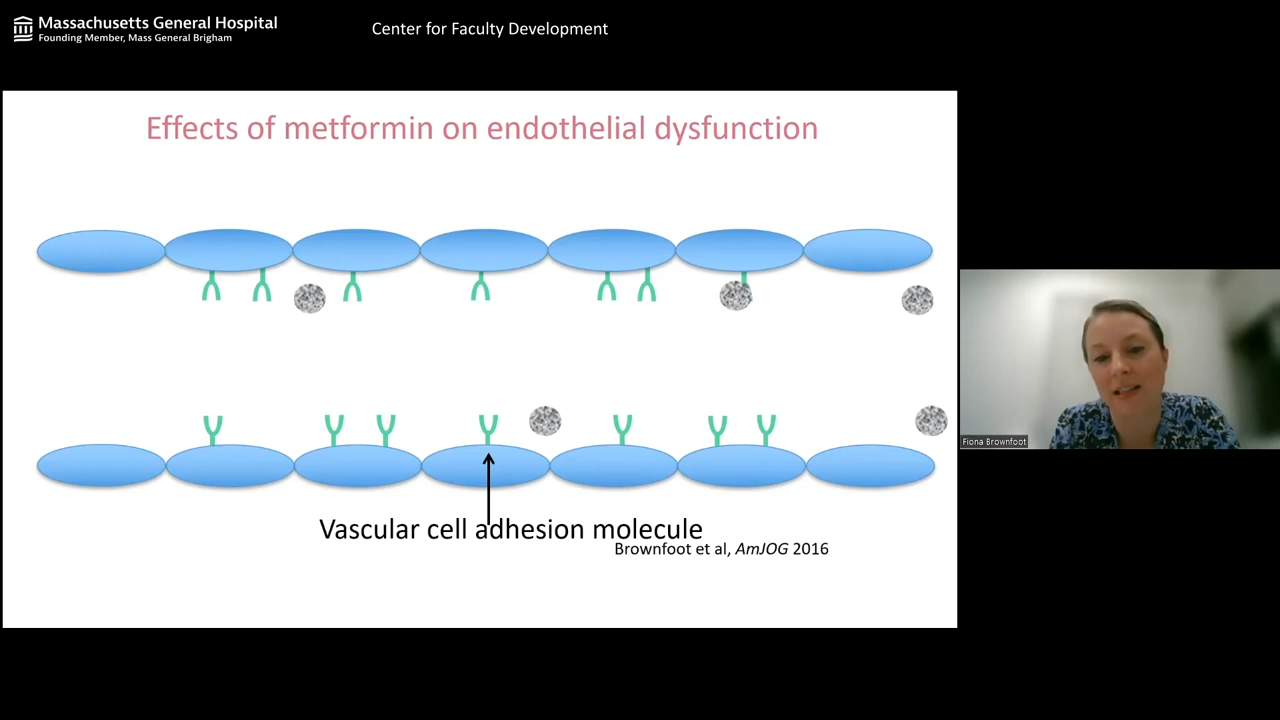 Massachusetts General Hospital
Founding Member, Mass General Brigham
Center for Faculty Development
Effects of metformin on endothelial dysfunction
Vascular cell adhesion molecule
Brownfoot et al, AmJOG 2016
Fiona Brownfoot